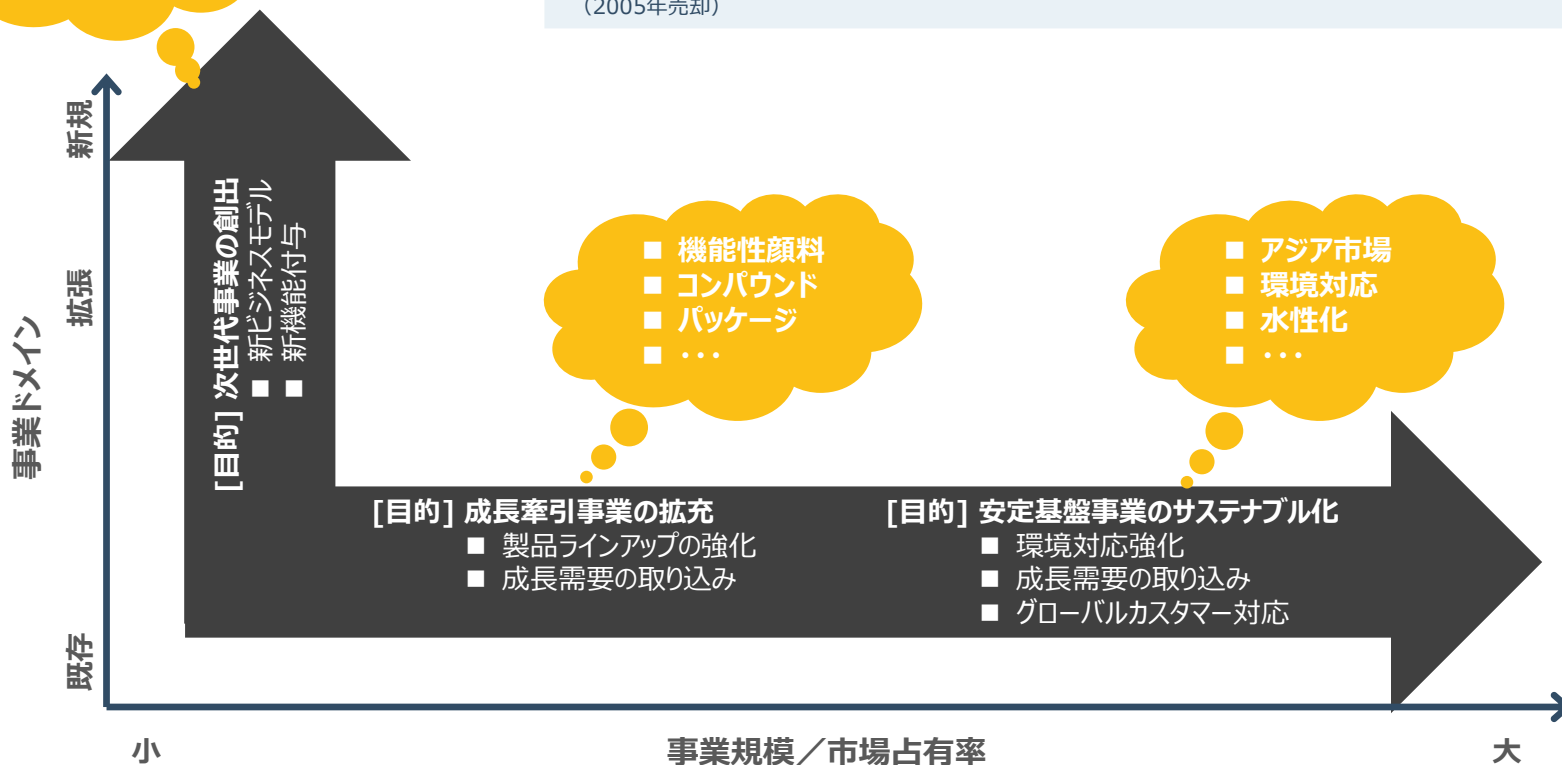 （2005年売却）
新規
拡張
既存
事業ドメイン
[目的] 次世代事業の創出
■ 新ビジネスモデル
■ 新機能付与
■ 機能性顔料
■ コンパウンド
■ パッケージ
■ ・・・
■ アジア市場
■ 環境対応
■ 水性化
■ ・・・
[目的] 成長牽引事業の拡充
■ 製品ラインアップの強化
■ 成長需要の取り込み
[目的] 安定基盤事業のサステナブル化
■ 環境対応強化
■ 成長需要の取り込み
■ グローバルカスタマー対応
小
事業規模／市場占有率
大